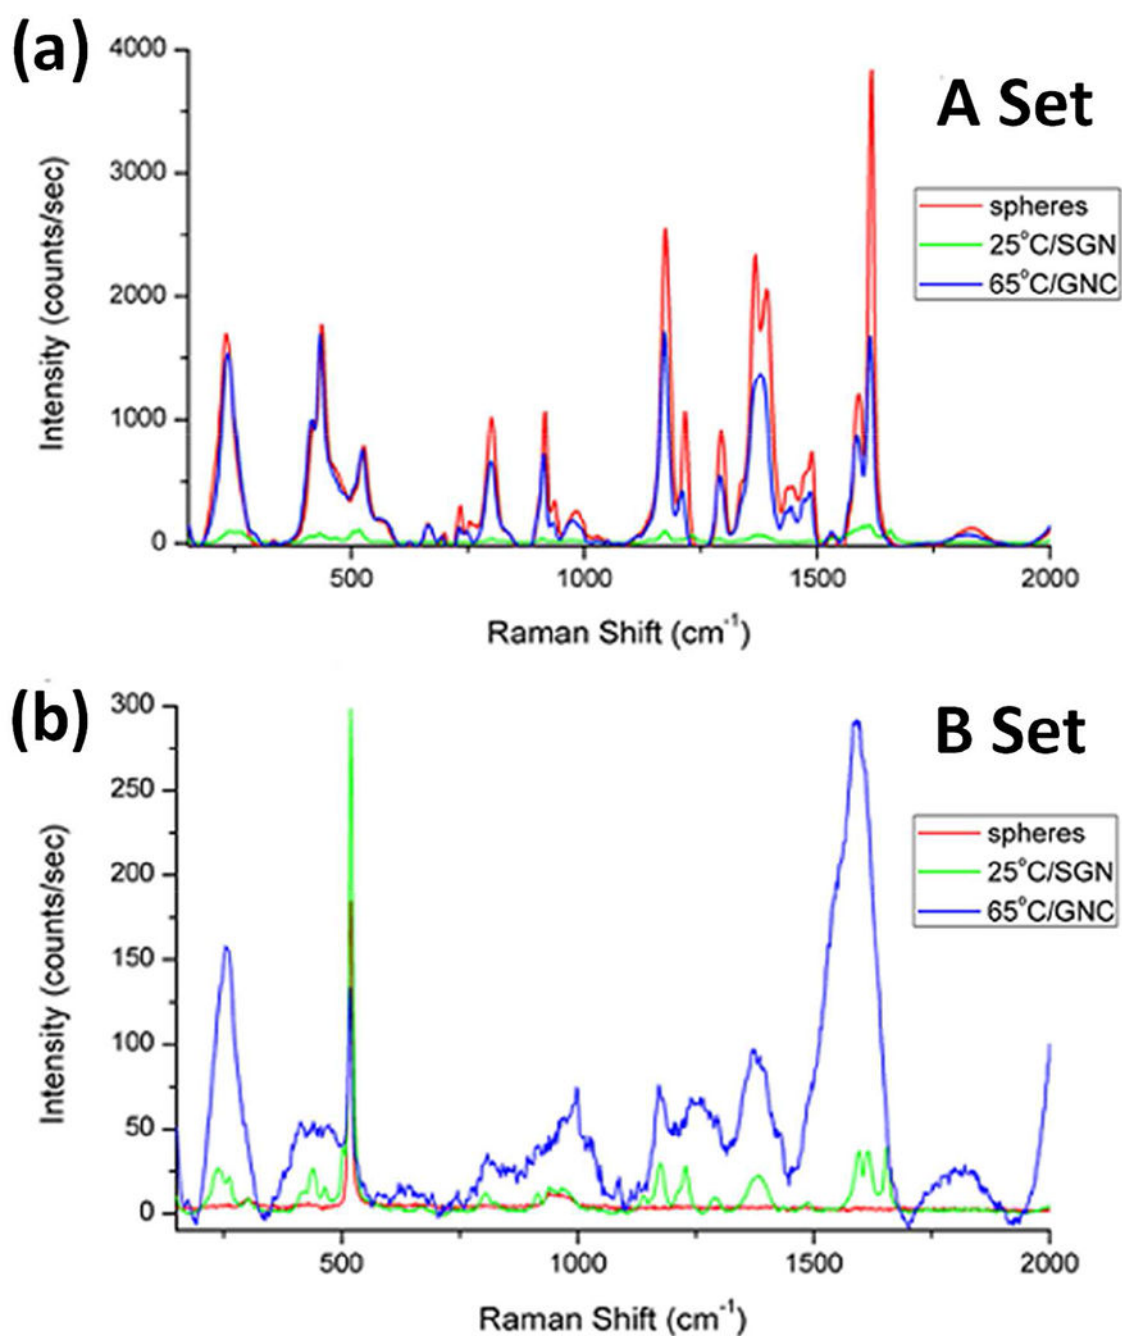 (a)
A Set
4000
3000
2000
1000
0
Intensity (counts/sec)
spheres
25°C/SGN
65°C/GNC
500 1000 1500 2000
Raman Shift (cm⁻¹)
(b)
B Set
300
250
200
150
100
50
0
Intensity (counts/sec)
spheres
25°C/SGN
65°C/GNC
500 1000 1500 2000
Raman Shift (cm⁻¹)